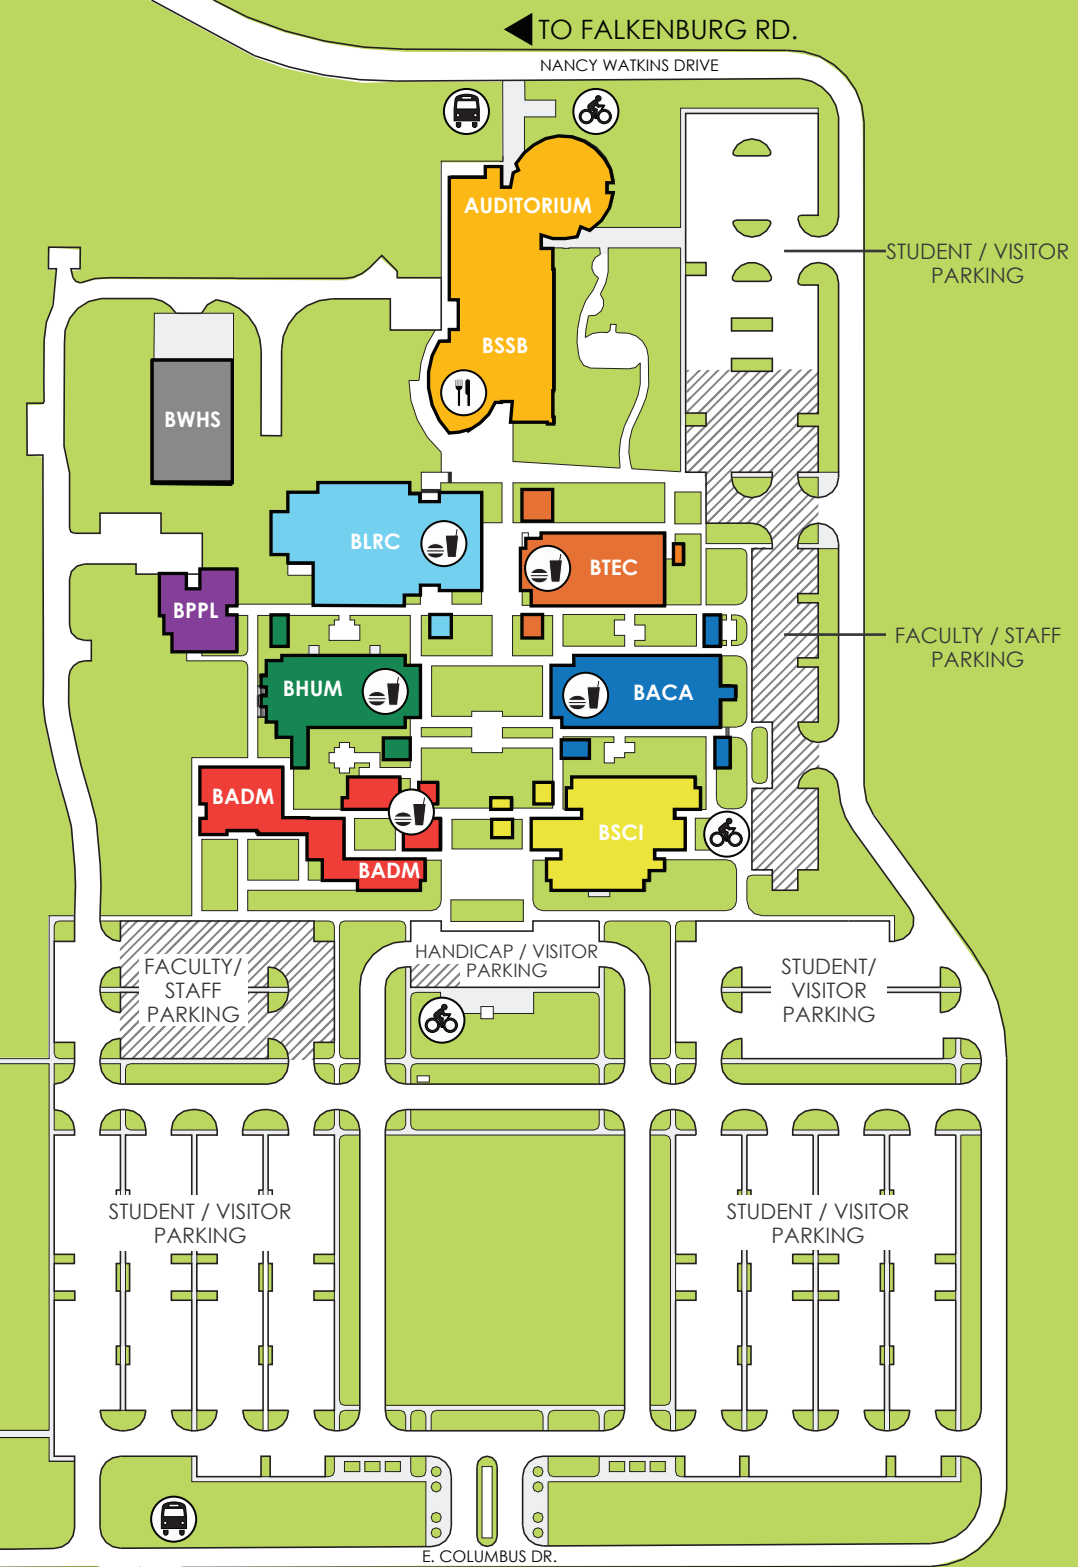 TO FALKENBURG RD.
NANCY WATKINS DRIVE
AUDITORIUM
STUDENT / VISITOR
PARKING
BSSB
BWHS
BLRC
BTEC
BPPL
FACULTY / STAFF
PARKING
BHUM
BACA
BADM
BSCI
BADM
HANDICAP / VISITOR
PARKING
FACULTY/
STAFF
PARKING
STUDENT/
VISITOR
PARKING
STUDENT / VISITOR
PARKING
STUDENT / VISITOR
PARKING
E. COLUMBUS DR.